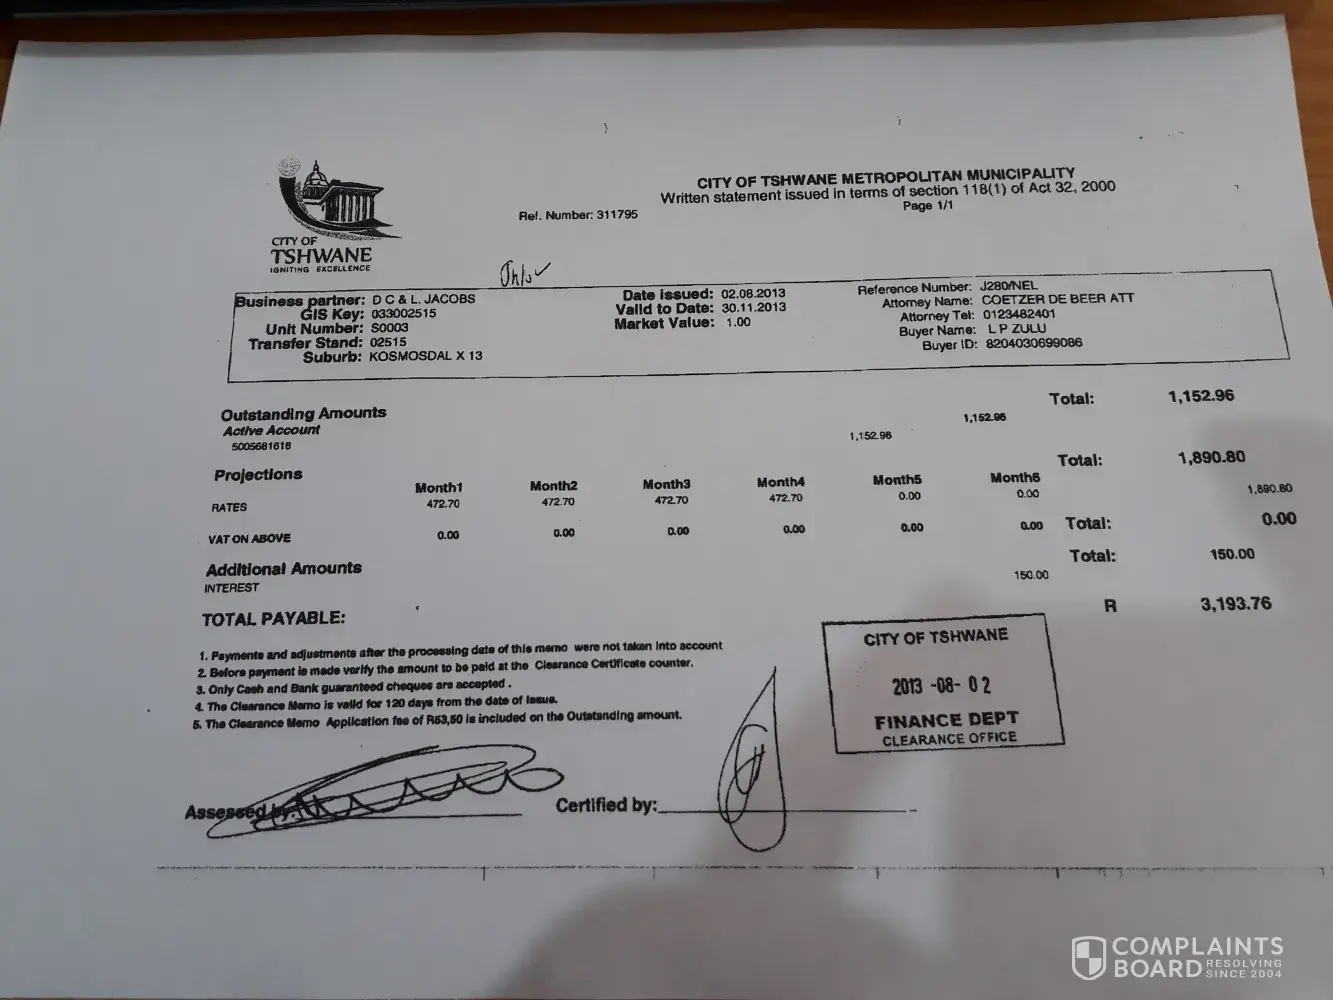 CITY OF TSHWANE METROPOLITAN MUNICIPALITY
Written statement issued in terms of section 118(1) of Act 32, 2000
Page 1/1
Ref. Number: 311795
CITY OF
TSHWANE
IGNITING EXCELLENCE
Business partner: D C & L. JACOBS
GIS Key: 033002515
Unit Number: S0003
Transfer Stand: 02515
Suburb: KOSMOSDAL X 13
Date issued: 02.08.2013
Valid to Date: 30.11.2013
Market Value: 1.00
Reference Number: J280/NEL
Attorney Name: COETZER DE BEER ATT
Attorney Tel: 0123482401
Buyer Name: L P ZULU
Buyer ID: 8204030699086
Outstanding Amounts Total: 1,152.96
Active Account 1,152.96
5005681618 1,152.96
Projections Total: 1,890.80
Month1 Month2 Month3 Month4 Month5 Month6
RATES 472.70 472.70 472.70 472.70 0.00 0.00 1,890.80
VAT ON ABOVE 0.00 0.00 0.00 0.00 0.00 0.00 Total: 0.00
Additional Amounts Total: 150.00
INTEREST 150.00
TOTAL PAYABLE: R 3,193.76
1. Payments and adjustments after the processing date of this memo were not taken into account
2. Before payment is made verify the amount to be paid at the Clearance Certificate counter.
3. Only Cash and Bank guaranteed cheques are accepted .
4. The Clearance Memo is valid for 120 days from the date of issue.
5. The Clearance Memo Application fee of R53,50 is included on the Outstanding amount.
CITY OF TSHWANE
2013 -08- 02
FINANCE DEPT
CLEARANCE OFFICE
Assessed by:
Certified by:
COMPLAINTS
BOARD RESOLVING
SINCE 2004